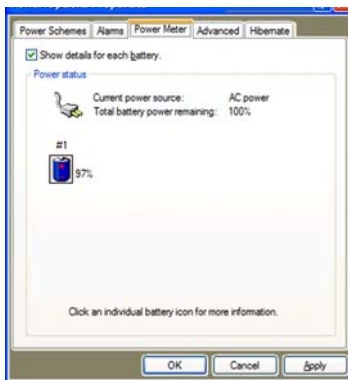 Power Schemes Alarms Power Meter Advanced Hibernate
Show details for each battery.
Power status
Current power source: AC power
Total battery power remaining: 100%
#1
97%
Click an individual battery icon for more information.
OK Cancel Apply